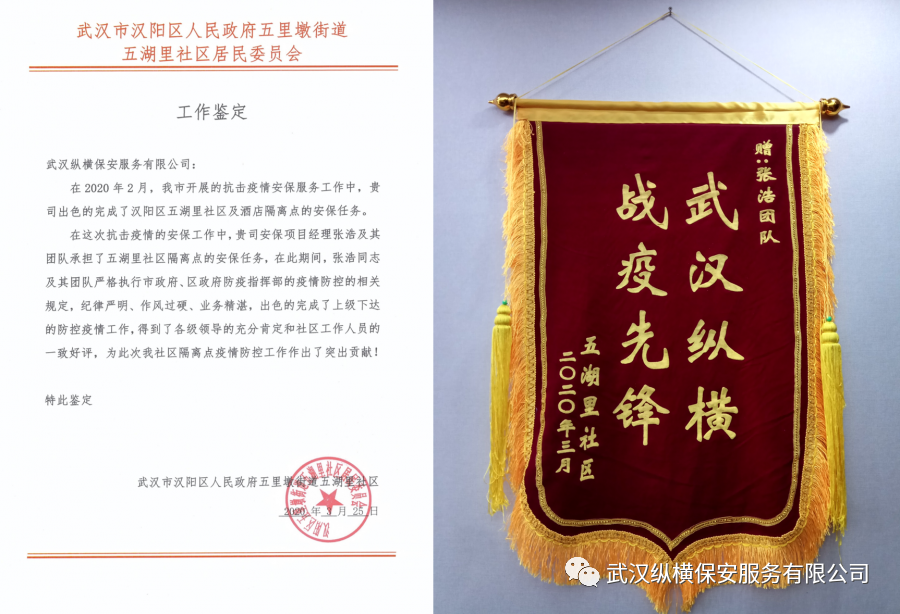 武汉市汉阳区人民政府五里墩街道
五湖里社区居民委员会
工作鉴定
武汉纵横保安服务有限公司：
在2020年2月，我市开展的抗击疫情安保服务工作中，贵
司出色的完成了汉阳区五湖里社区及酒店隔离点的安保任务。
在这次抗击疫情的安保工作中，贵司安保项目经理张浩及其
团队承担了五湖里社区隔离点的安保任务，在此期间，张浩同志
及其团队严格执行市政府、区政府防疫指挥部的疫情防控的相关
规定，纪律严明、作风过硬、业务精湛，出色的完成了上级下达
的防控疫情工作，得到了各级领导的充分肯定和社区工作人员的
一致好评，为此次我社区隔离点疫情防控工作作出了突出贡献！
特此鉴定
武汉市汉阳区人民政府五里墩街道五湖里社区
2020年3月25日
赠：张浩团队
武汉纵横
战疫先锋
五湖里社区
二〇二〇年三月
武汉纵横保安服务有限公司